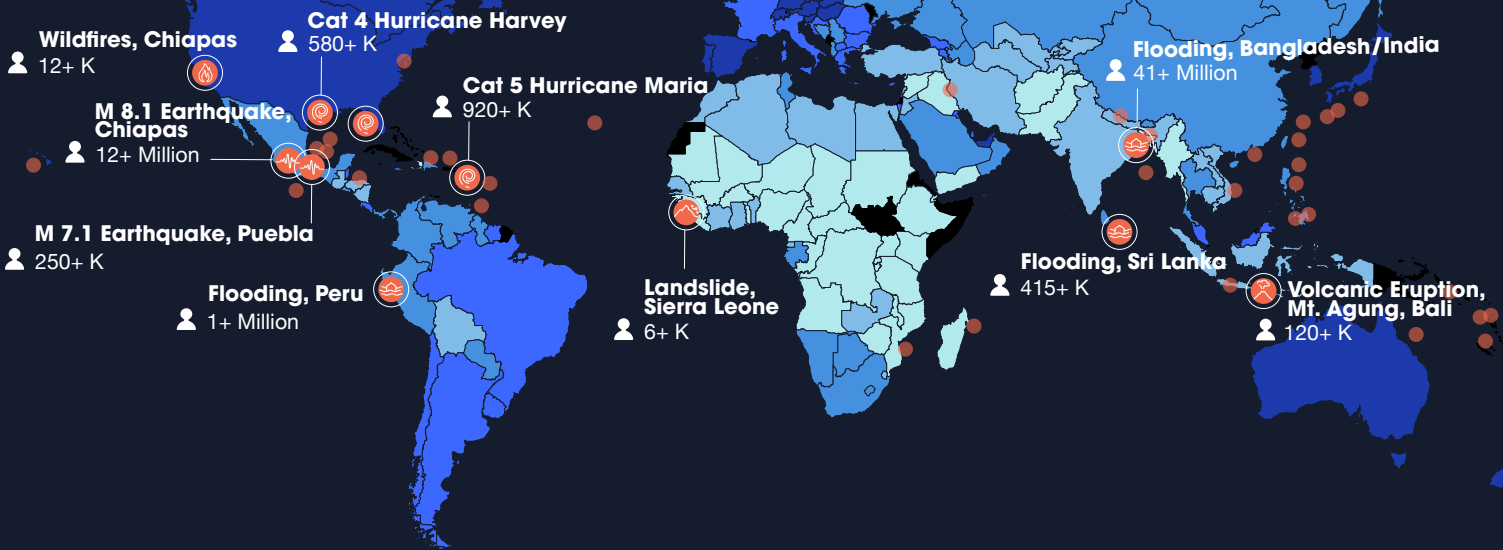 Cat 4 Hurricane Harvey
580+ K
Wildfires, Chiapas
12+ K
Cat 5 Hurricane Maria
920+ K
M 8.1 Earthquake,
Chiapas
12+ Million
M 7.1 Earthquake, Puebla
250+ K
Flooding, Peru
1+ Million
Landslide,
Sierra Leone
6+ K
Flooding, Bangladesh/India
41+ Million
Flooding, Sri Lanka
415+ K
Volcanic Eruption,
Mt. Agung, Bali
120+ K